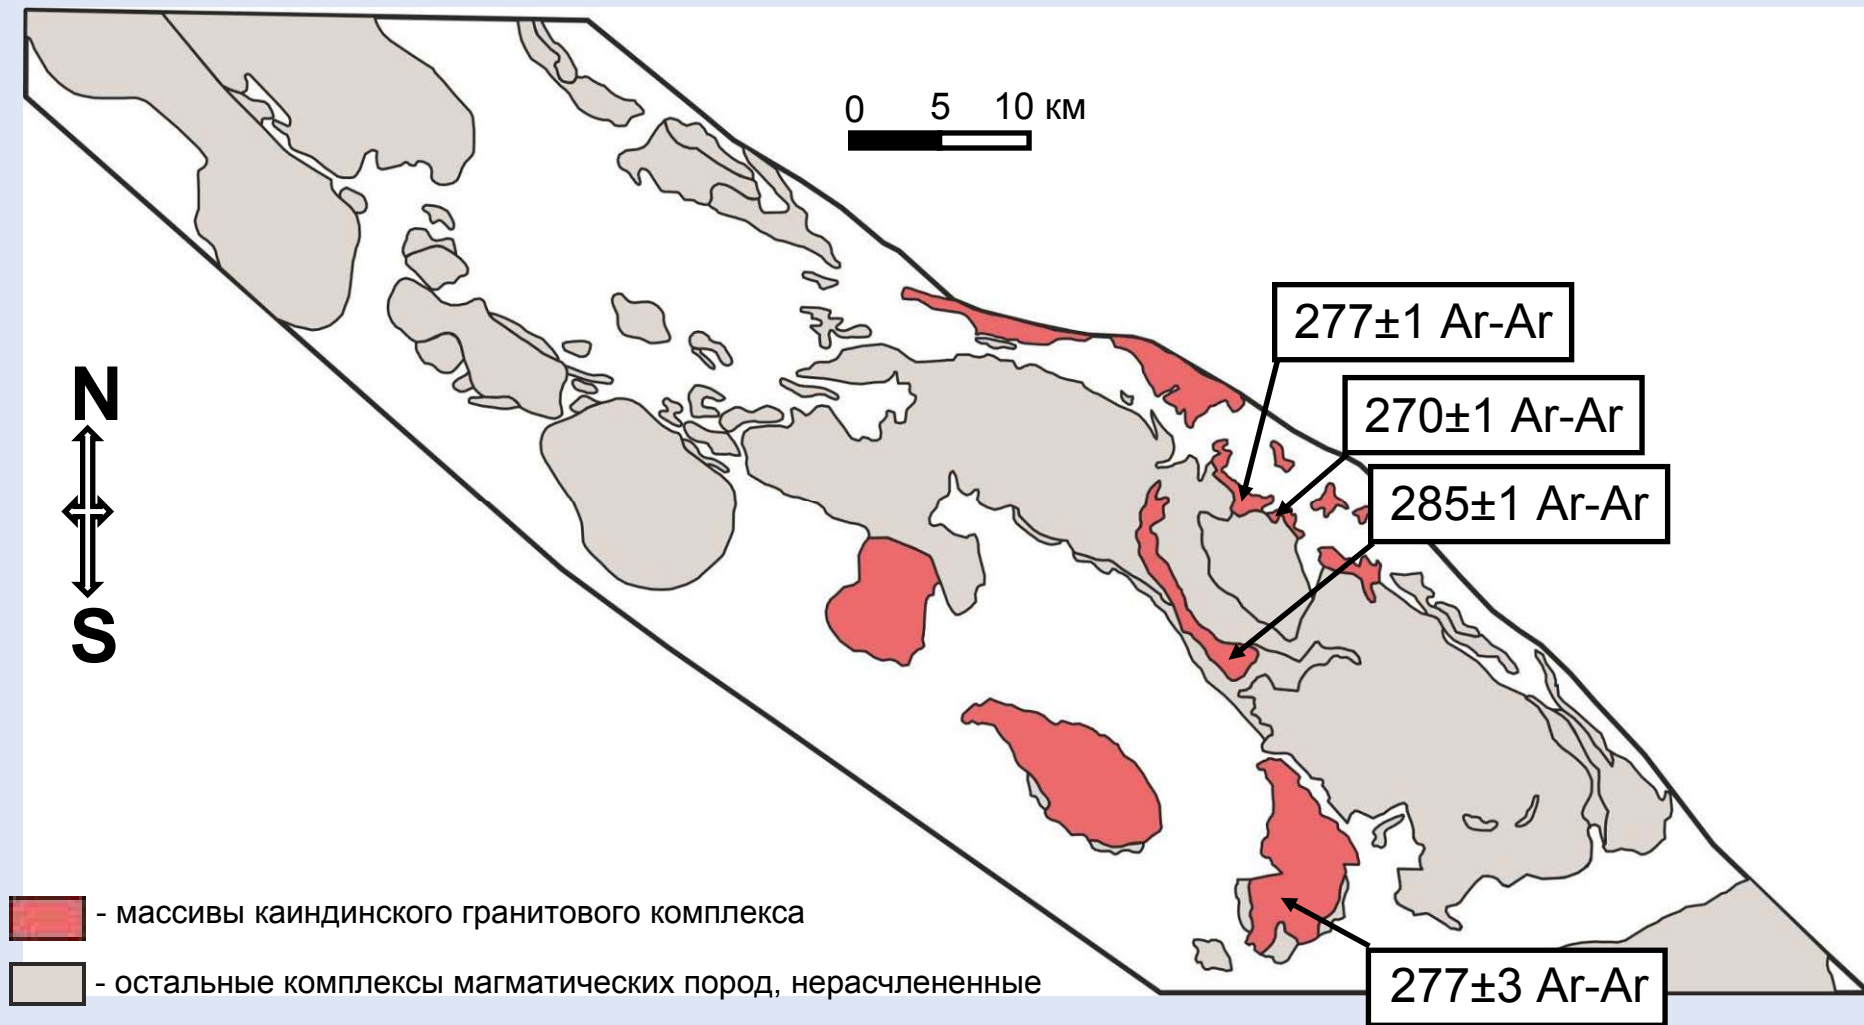 0 5 10 км
277±1 Ar-Ar
270±1 Ar-Ar
285±1 Ar-Ar
N
S
- массивы каиндинского гранитового комплекса
- остальные комплексы магматических пород, нерасчлененные
277±3 Ar-Ar